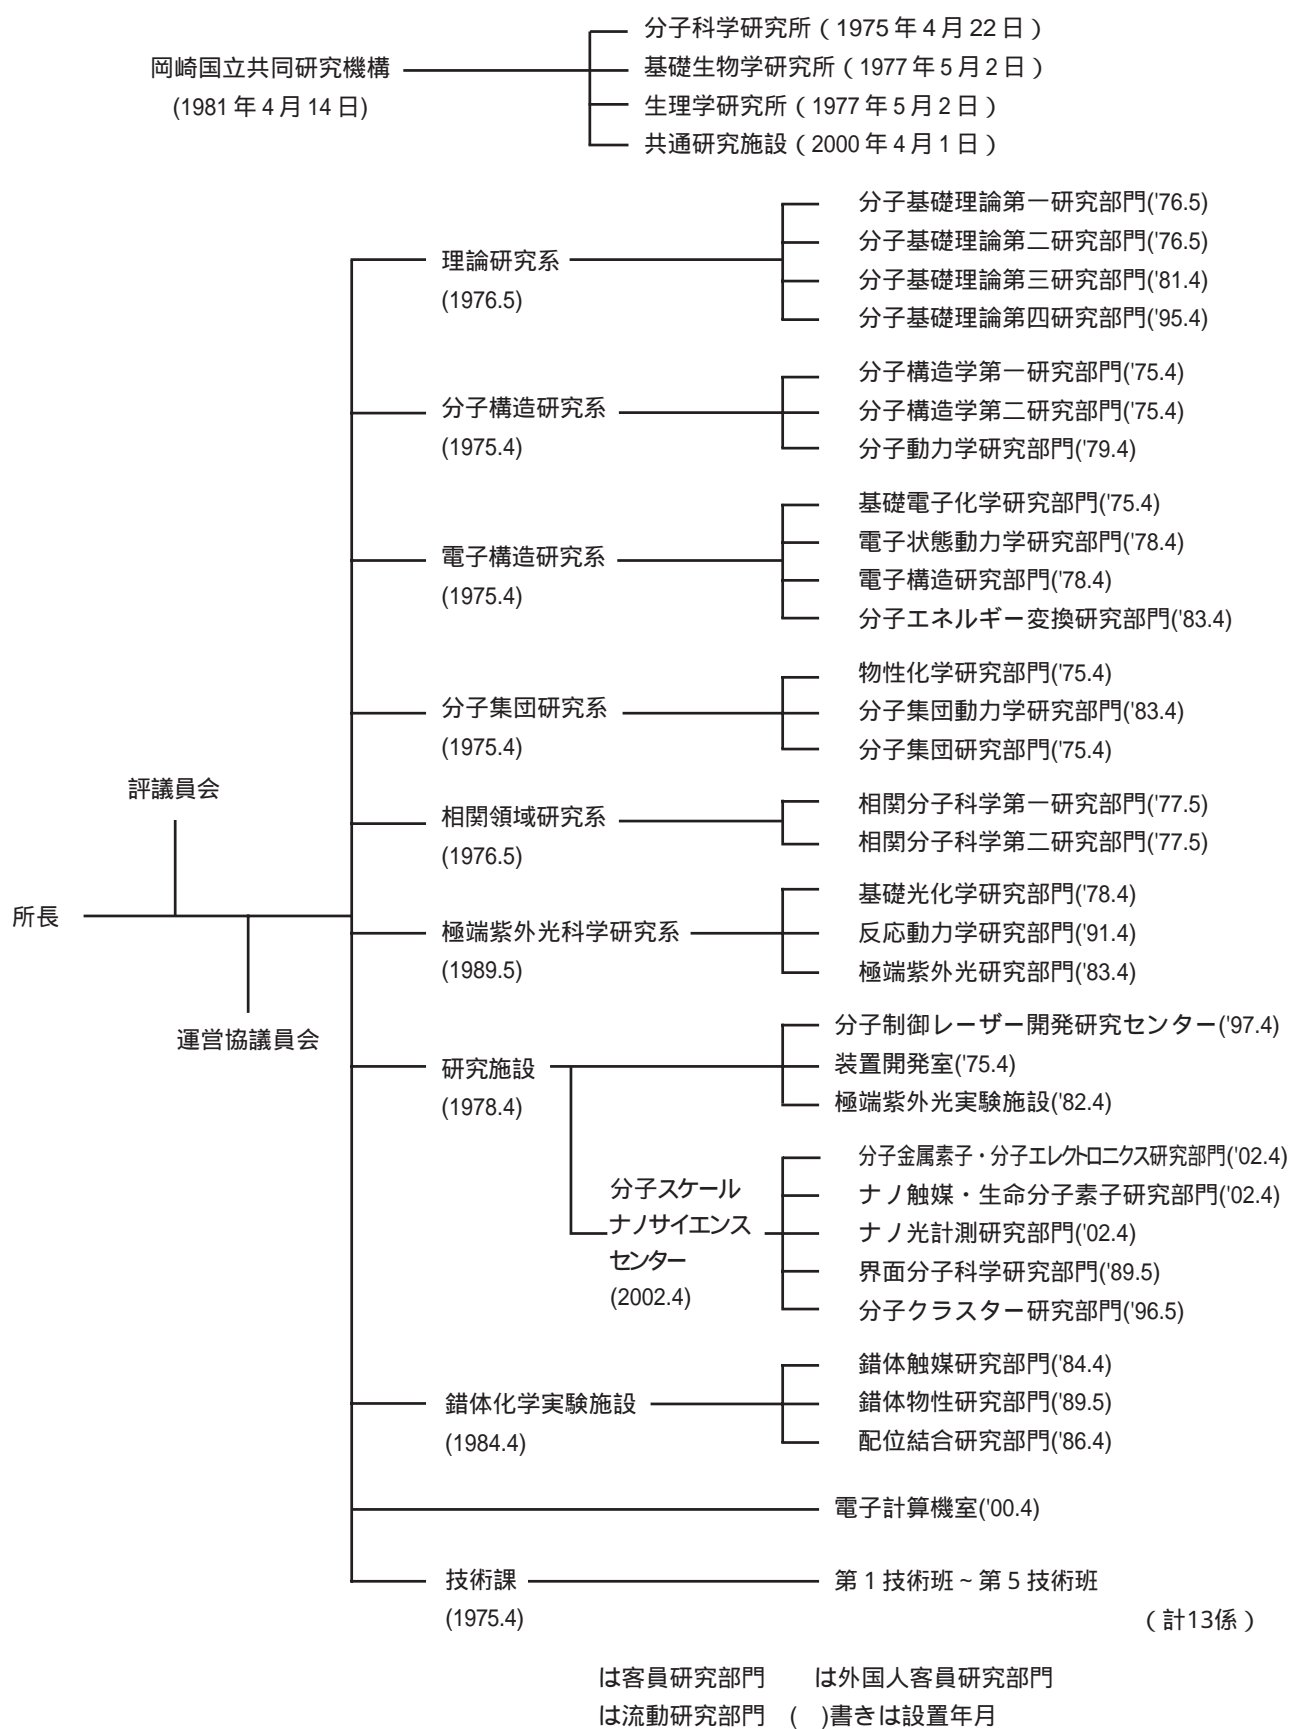 岡崎国立共同研究機構
(1981 年 4 月 14 日)
分子科学研究所（1975 年 4 月 22 日）
基礎生物学研究所（1977 年 5 月 2 日）
生理学研究所（1977 年 5 月 2 日）
共通研究施設（2000 年 4 月 1 日）
所長
評議員会
運営協議員会
理論研究系
(1976.5)
分子基礎理論第一研究部門('76.5)
分子基礎理論第二研究部門('76.5)
分子基礎理論第三研究部門('81.4)
分子基礎理論第四研究部門('95.4)
分子構造研究系
(1975.4)
分子構造学第一研究部門('75.4)
分子構造学第二研究部門('75.4)
分子動力学研究部門('79.4)
電子構造研究系
(1975.4)
基礎電子化学研究部門('75.4)
電子状態動力学研究部門('78.4)
電子構造研究部門('78.4)
分子エネルギー変換研究部門('83.4)
分子集団研究系
(1975.4)
物性化学研究部門('75.4)
分子集団動力学研究部門('83.4)
分子集団研究部門('75.4)
相関領域研究系
(1976.5)
相関分子科学第一研究部門('77.5)
相関分子科学第二研究部門('77.5)
極端紫外光科学研究系
(1989.5)
基礎光化学研究部門('78.4)
反応動力学研究部門('91.4)
極端紫外光研究部門('83.4)
研究施設
(1978.4)
分子制御レーザー開発研究センター('97.4)
装置開発室('75.4)
極端紫外光実験施設('82.4)
分子スケール
ナノサイエンス
センター
(2002.4)
分子金属素子・分子エレクトロニクス研究部門('02.4)
ナノ触媒・生命分子素子研究部門('02.4)
ナノ光計測研究部門('02.4)
界面分子科学研究部門('89.5)
分子クラスター研究部門('96.5)
錯体化学実験施設
(1984.4)
錯体触媒研究部門('84.4)
錯体物性研究部門('89.5)
配位結合研究部門('86.4)
電子計算機室('00.4)
技術課
(1975.4)
第 1 技術班 ~ 第 5 技術班
（計13係）
は客員研究部門　は外国人客員研究部門
は流動研究部門 (　)書きは設置年月